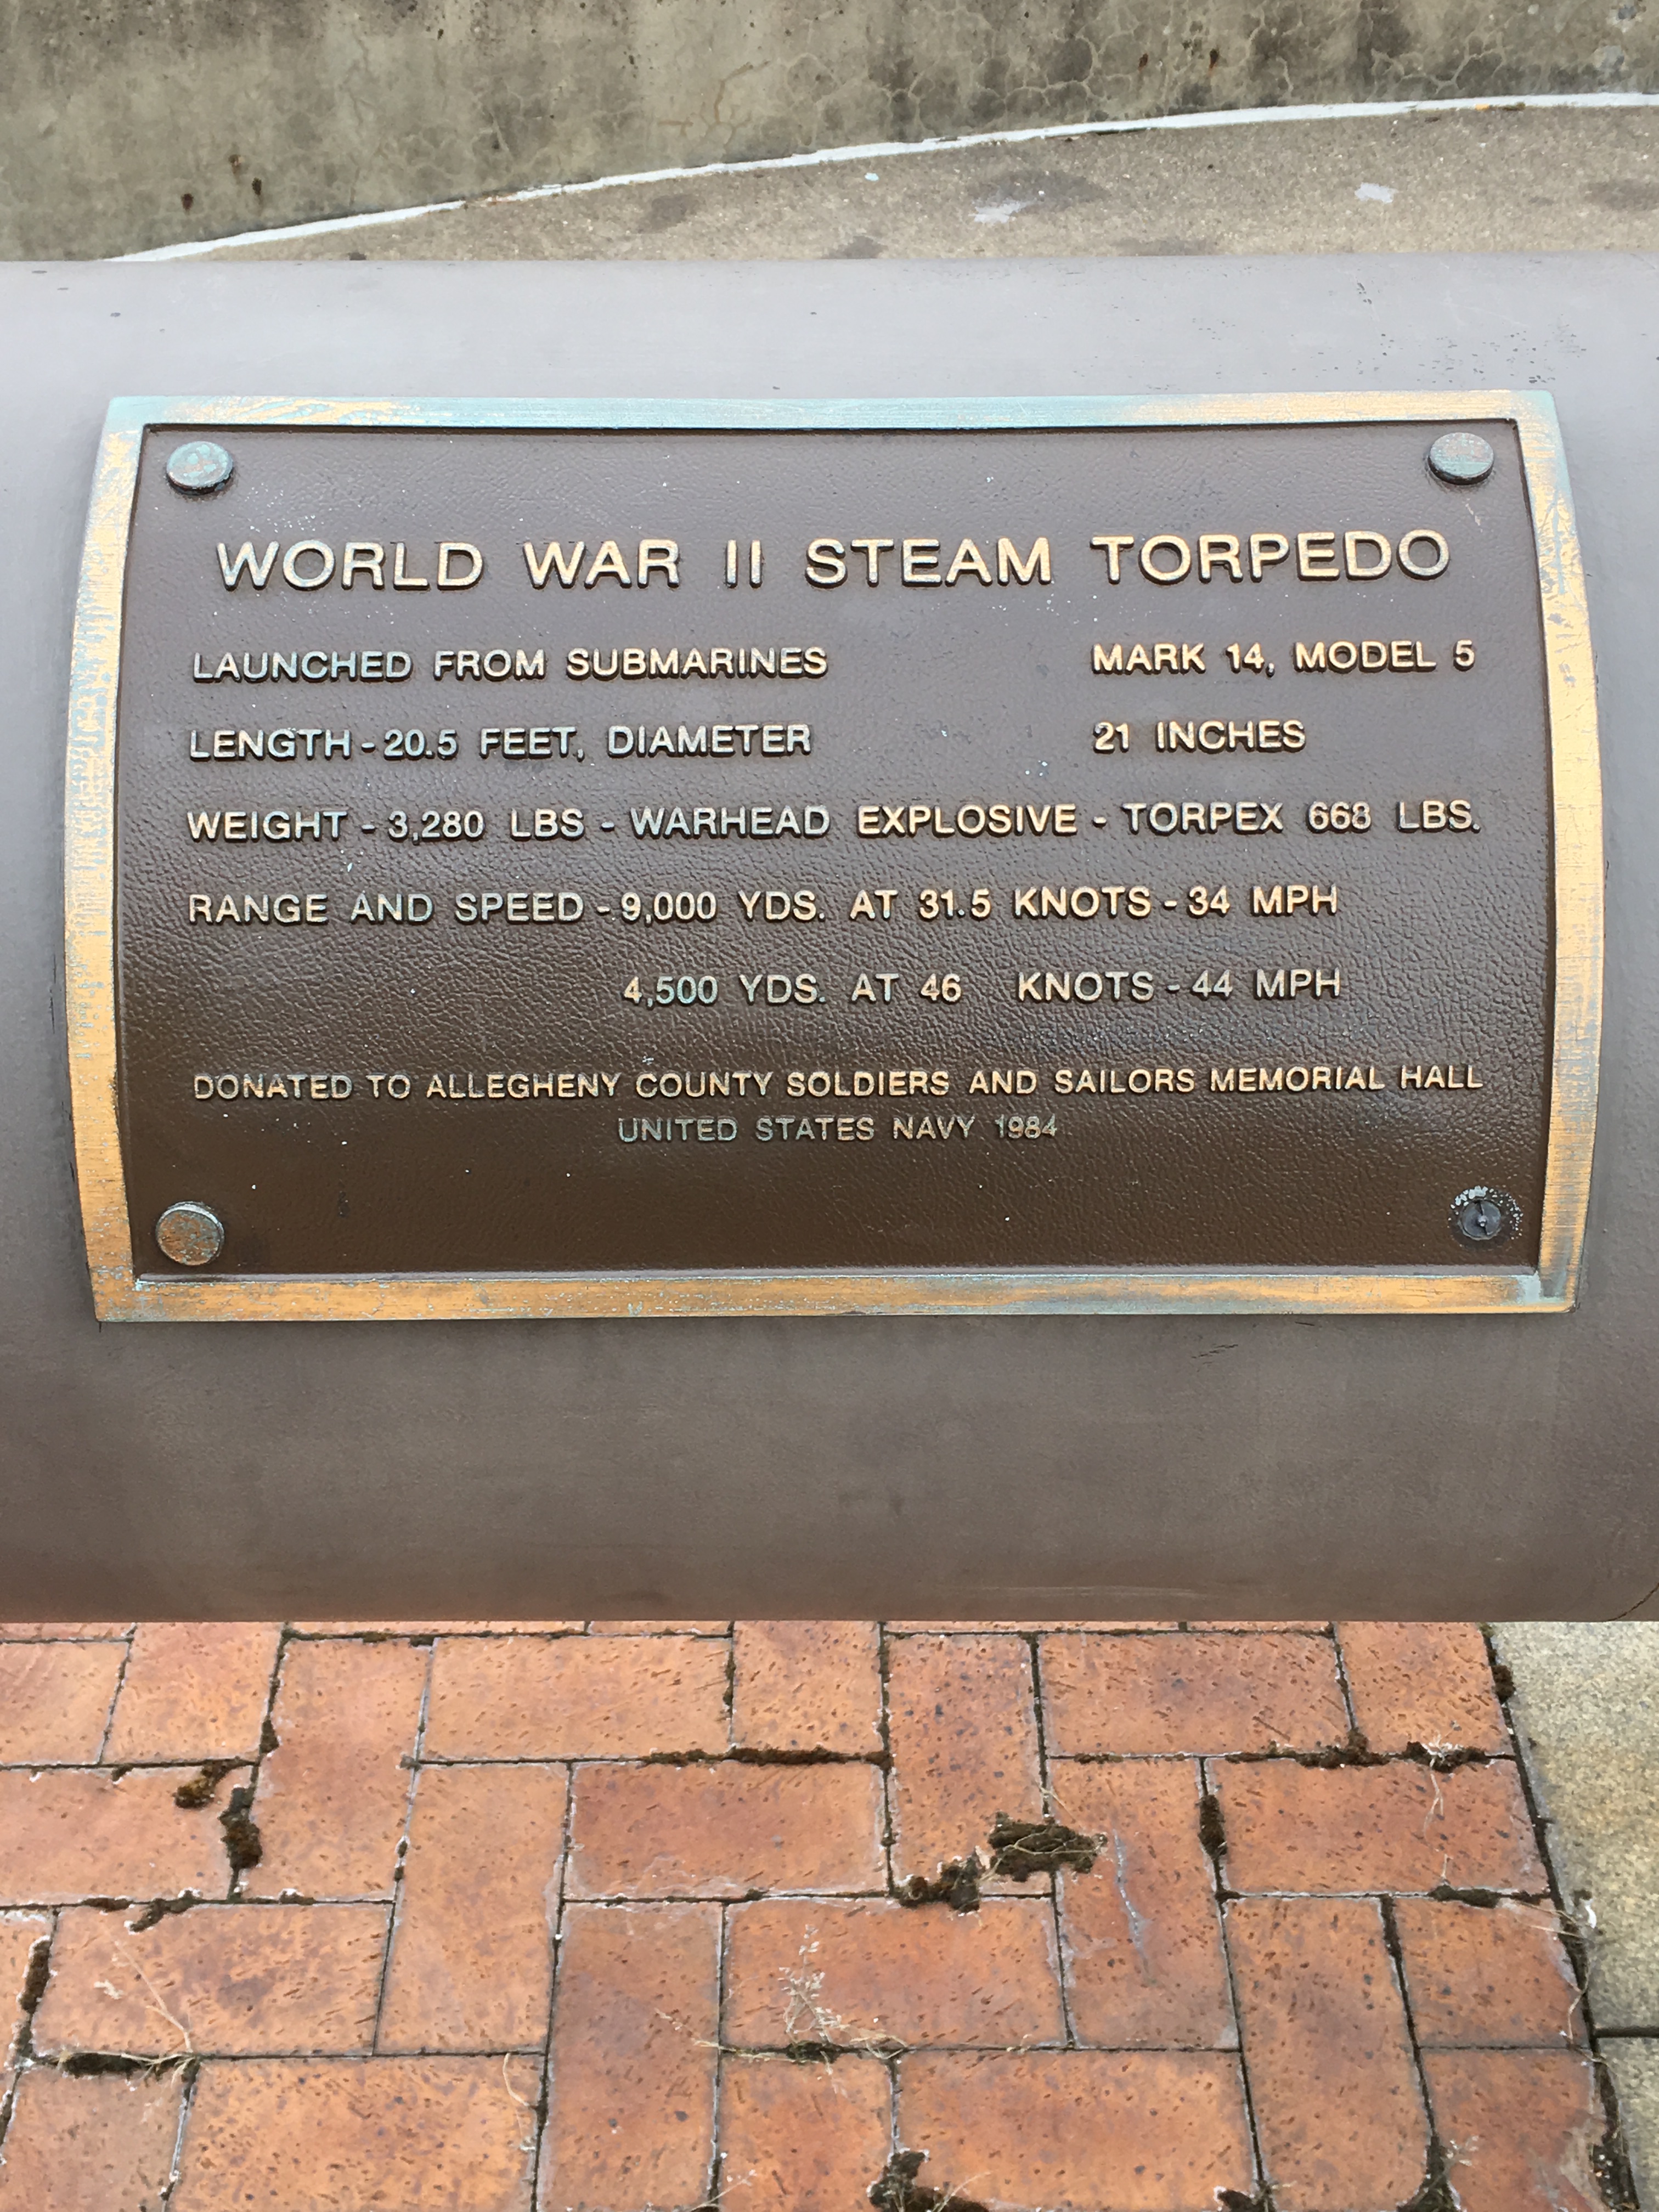 WORLD WAR II STEAM TORPEDO
LAUNCHED FROM SUBMARINES MARK 14, MODEL 5
LENGTH - 20.5 FEET, DIAMETER 21 INCHES
WEIGHT - 3,280 LBS - WARHEAD EXPLOSIVE - TORPEX 668 LBS.
RANGE AND SPEED - 9,000 YDS. AT 31.5 KNOTS - 34 MPH
4,500 YDS. AT 46 KNOTS - 44 MPH
DONATED TO ALLEGHENY COUNTY SOLDIERS AND SAILORS MEMORIAL HALL
UNITED STATES NAVY 1984